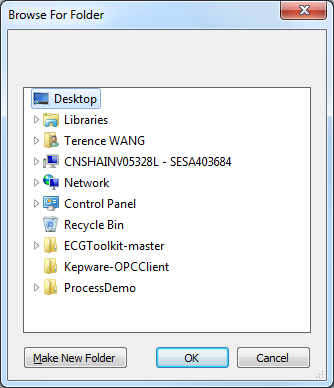 Browse For Folder
Desktop
Libraries
Terence WANG
CNSHAINV05328L - SESA403684
Network
Control Panel
Recycle Bin
ECGToolkit-master
Kepware-OPCClient
ProcessDemo
Make New Folder
OK
Cancel